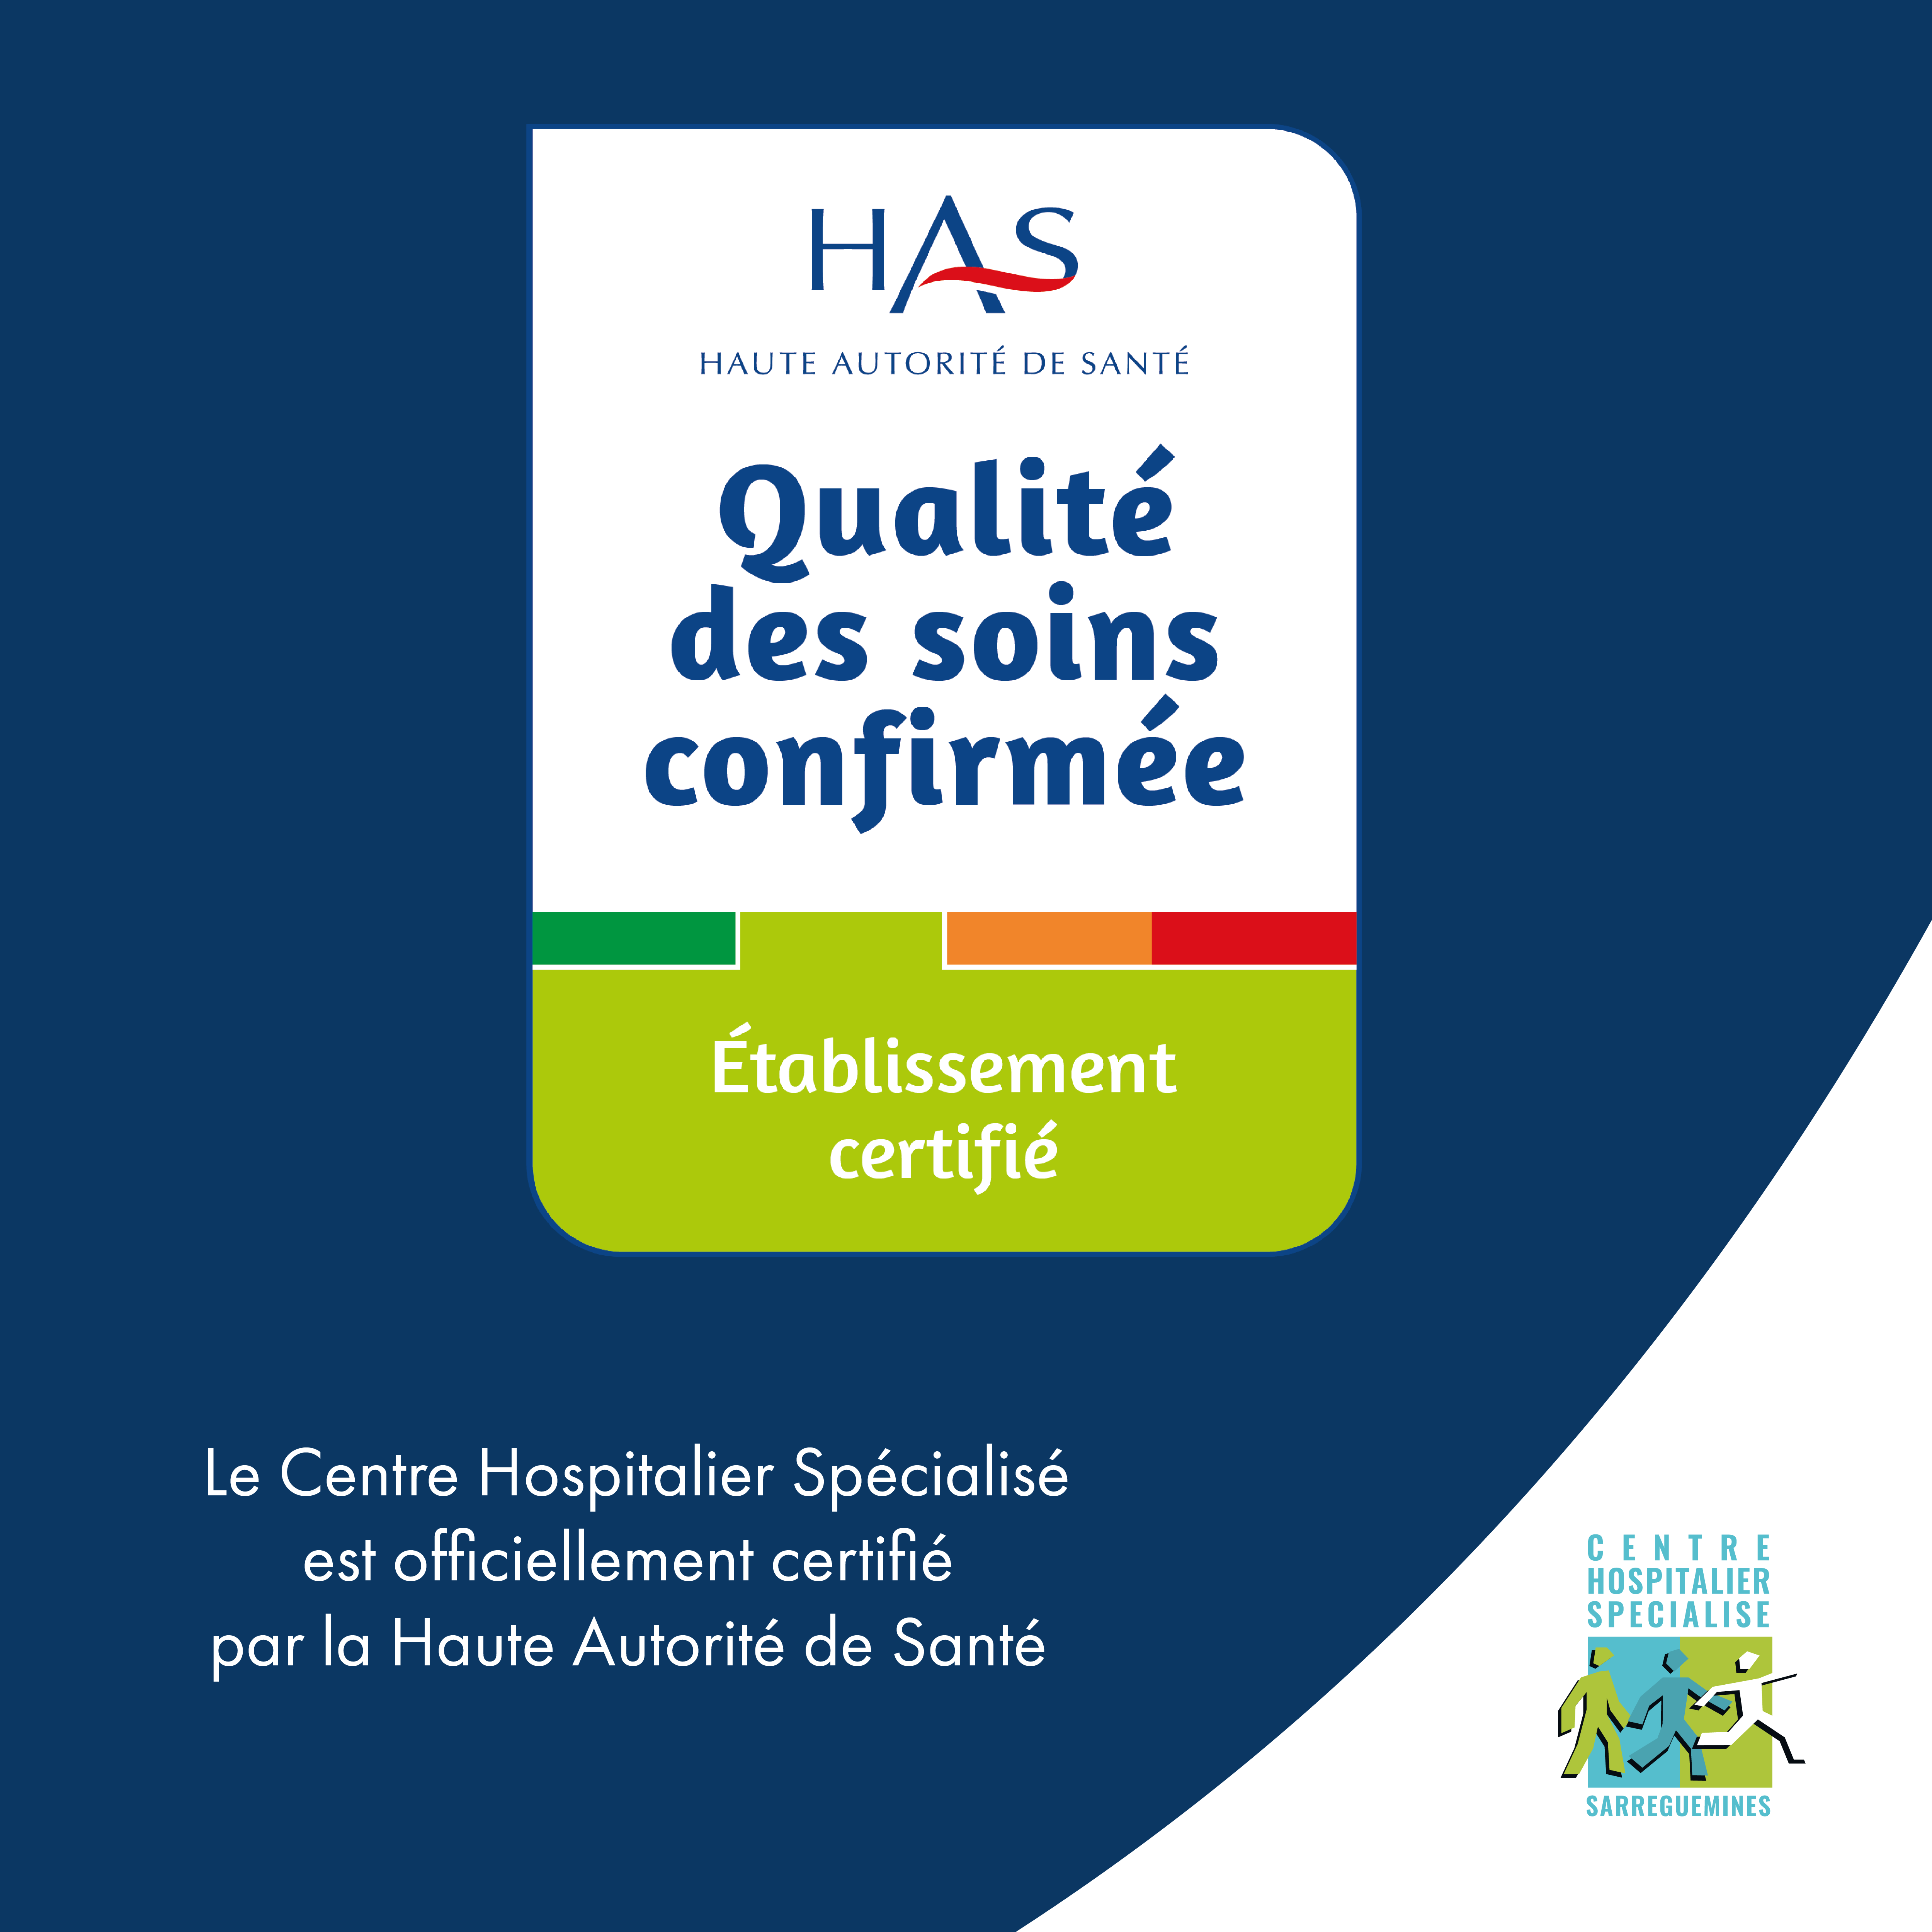 HAS
HAUTE AUTORITÉ DE SANTÉ
Qualité
des soins
confirmée
Établissement
certifié
Le Centre Hospitalier Spécialisé
est officiellement certifié
par la Haute Autorité de Santé
CENTRE
HOSPITALIER
SPECIALISE
SARREGUEMINES